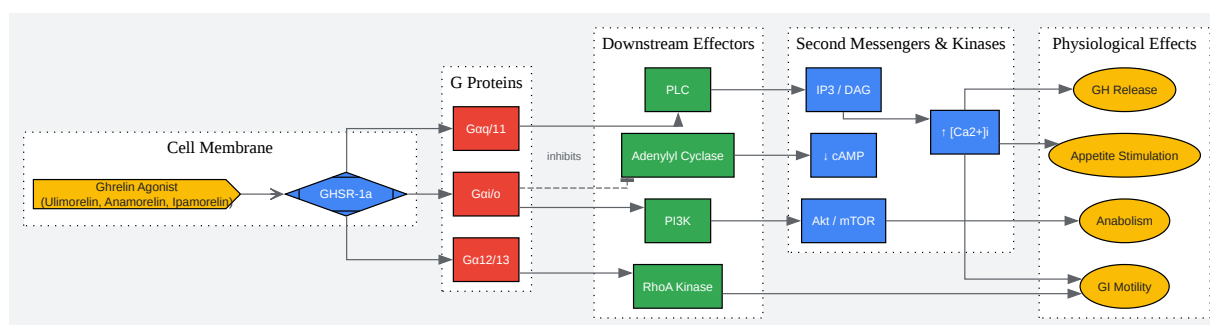 Cell Membrane
Ghrelin Agonist
(Ulimorelin, Anamorelin, Ipamorelin)
GHSR-1a
G Proteins
Gαq/11
Gαi/o
Gα12/13
inhibits
Downstream Effectors
PLC
Adenylyl Cyclase
PI3K
RhoA Kinase
Second Messengers & Kinases
IP3 / DAG
↓ cAMP
Akt / mTOR
↑ [Ca2+]i
Physiological Effects
GH Release
Appetite Stimulation
Anabolism
GI Motility